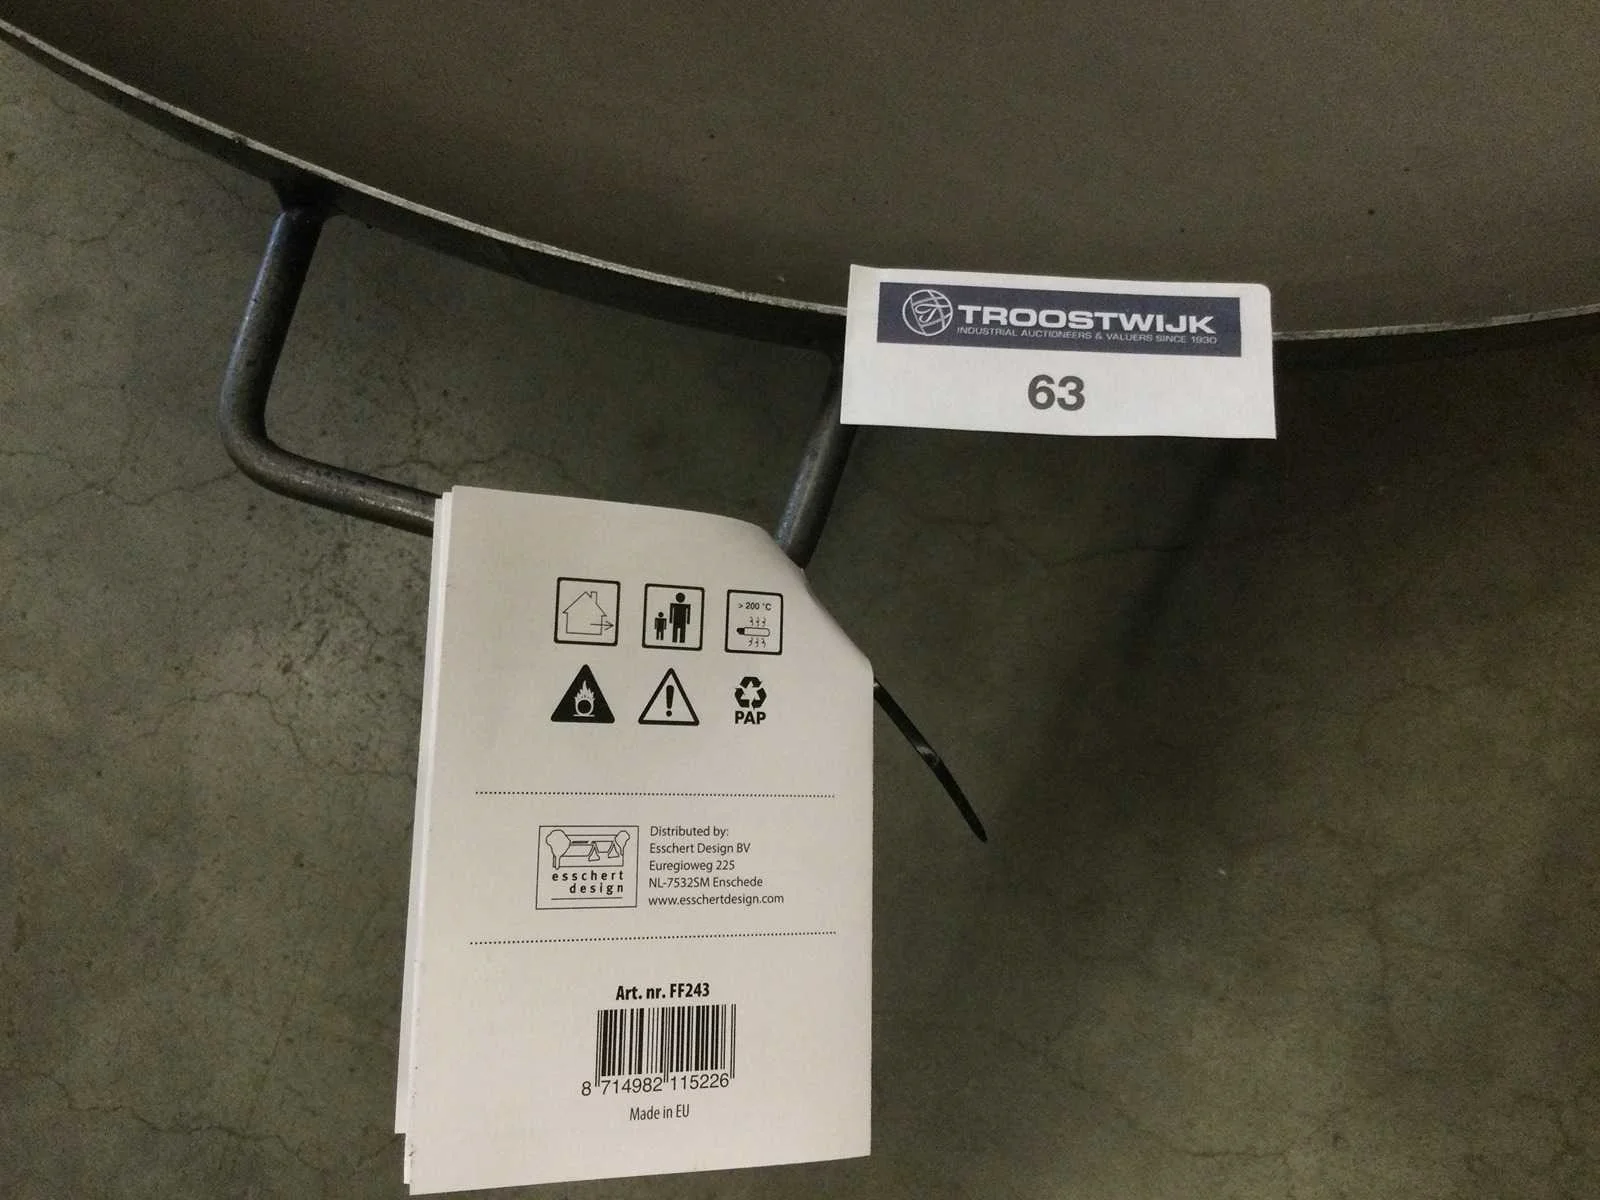 TROOSTWIJK
INDUSTRIAL AUCTIONEERS & VALUERS SINCE 1930
63
> 200 °C
PAP
esschert
design
Distributed by:
Esschert Design BV
Euregioweg 225
NL-7532SM Enschede
www.esschertdesign.com
Art. nr. FF243
8 714982 115226
Made in EU